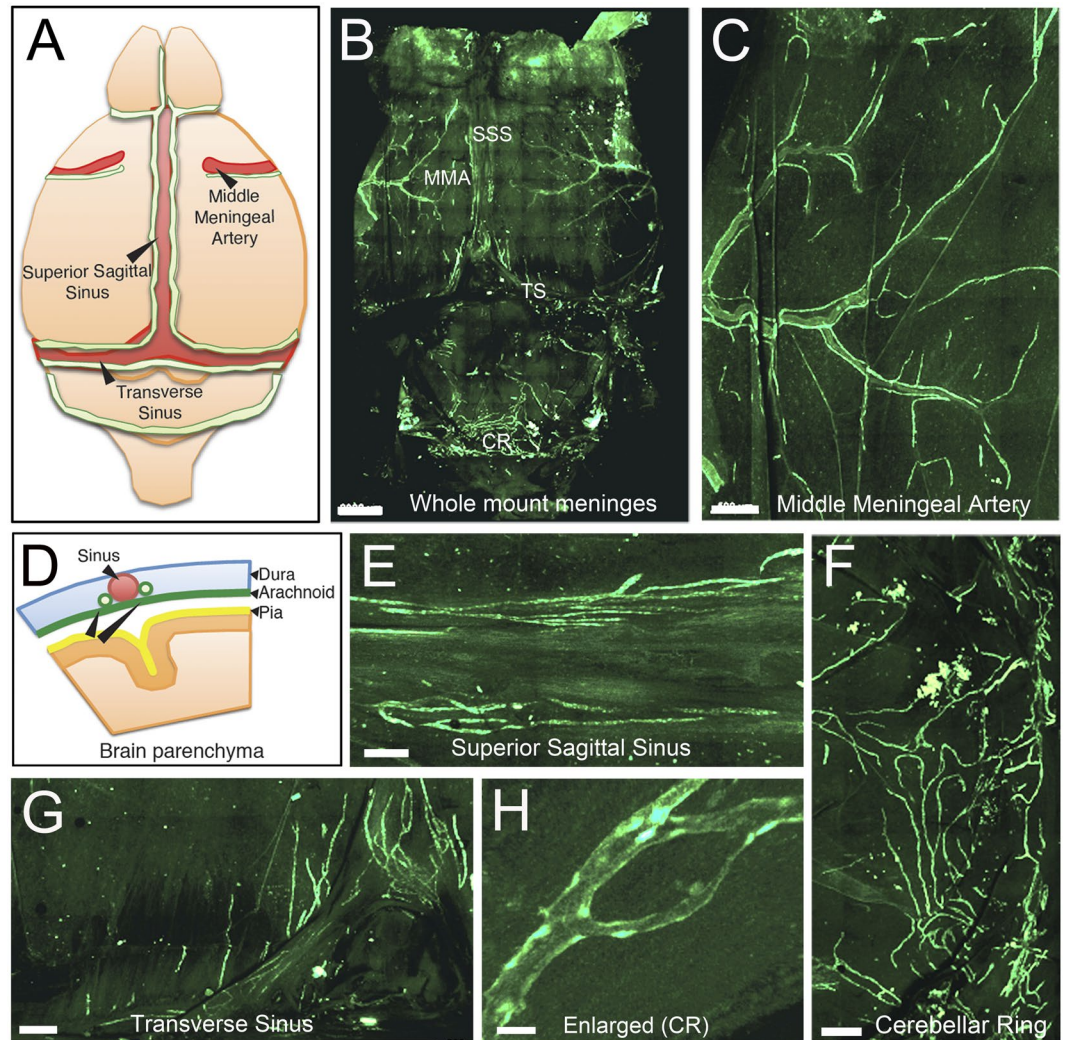 A
Middle
Meningeal
Artery
Superior Sagittal
Sinus
Transverse
Sinus
B
SSS
MMA
TS
CR
Whole mount meninges
C
Middle Meningeal Artery
D
Sinus
Dura
Arachnoid
Pia
Brain parenchyma
E
Superior Sagittal Sinus
F
Cerebellar Ring
G
Transverse Sinus
H
Enlarged (CR)